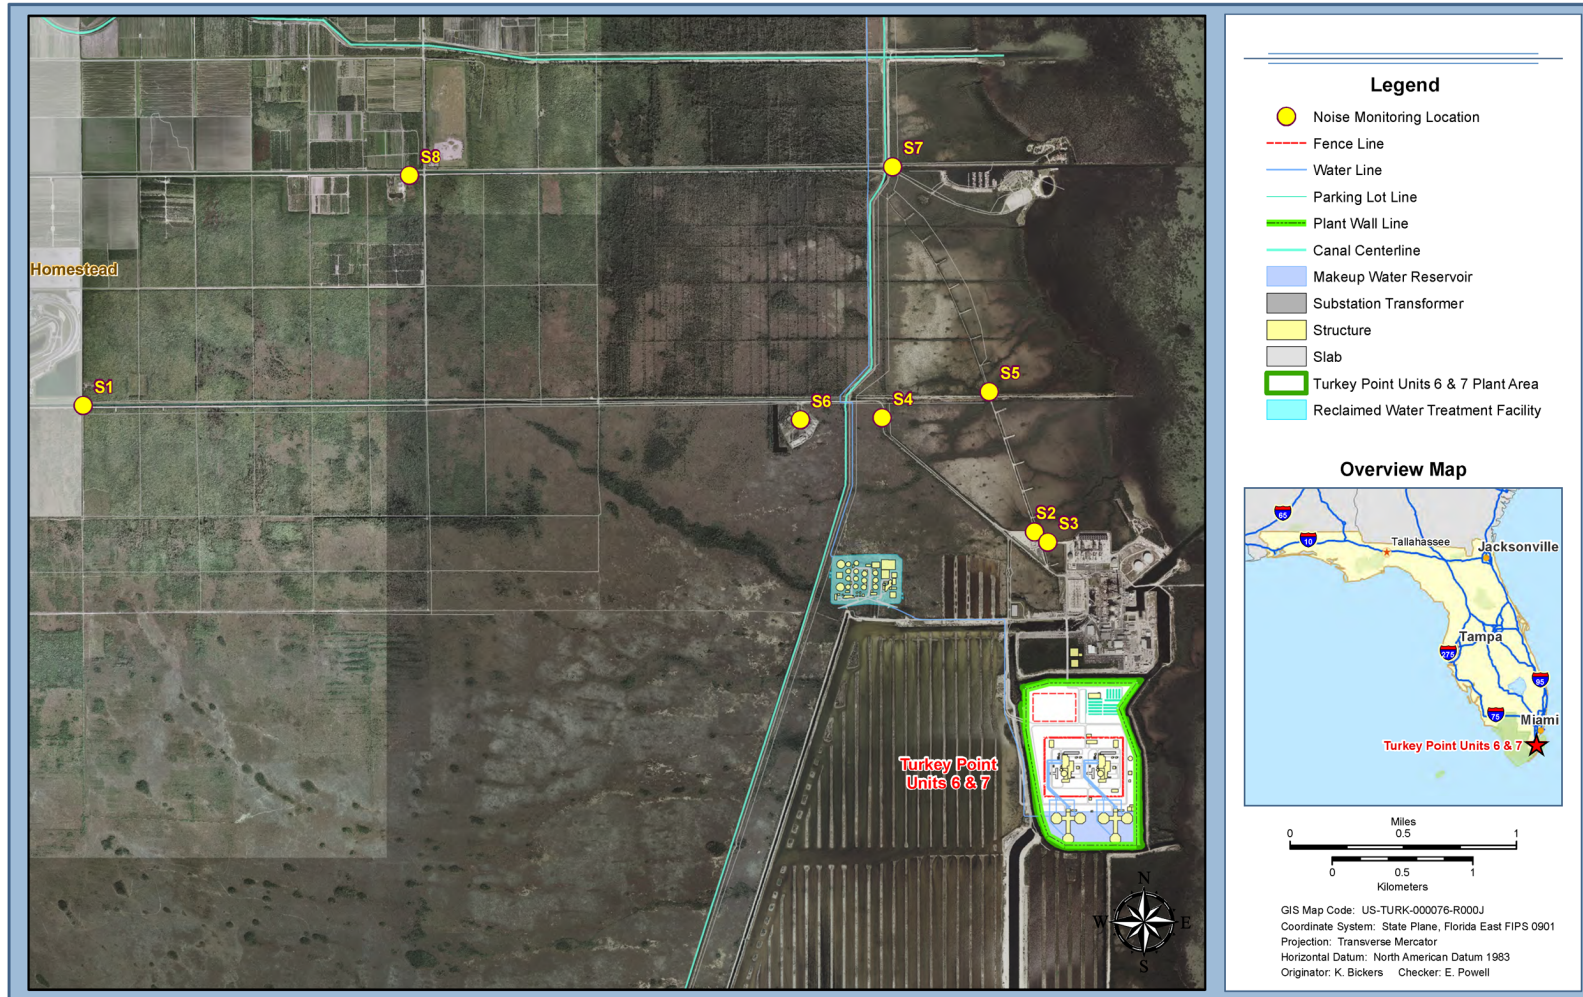 S8
S7
Homestead
S1
S6
S4
S5
S2
S3
Turkey Point
Units 6 & 7
N
W
E
S
Legend
Noise Monitoring Location
Fence Line
Water Line
Parking Lot Line
Plant Wall Line
Canal Centerline
Makeup Water Reservoir
Substation Transformer
Structure
Slab
Turkey Point Units 6 & 7 Plant Area
Reclaimed Water Treatment Facility
Overview Map
65
10
Tallahassee
Jacksonville
Tampa
275
95
75
Miami
Turkey Point Units 6 & 7
Miles
0 0.5 1
0 0.5 1
Kilometers
GIS Map Code: US-TURK-000076-R000J
Coordinate System: State Plane, Florida East FIPS 0901
Projection: Transverse Mercator
Horizontal Datum: North American Datum 1983
Originator: K. Bickers Checker: E. Powell